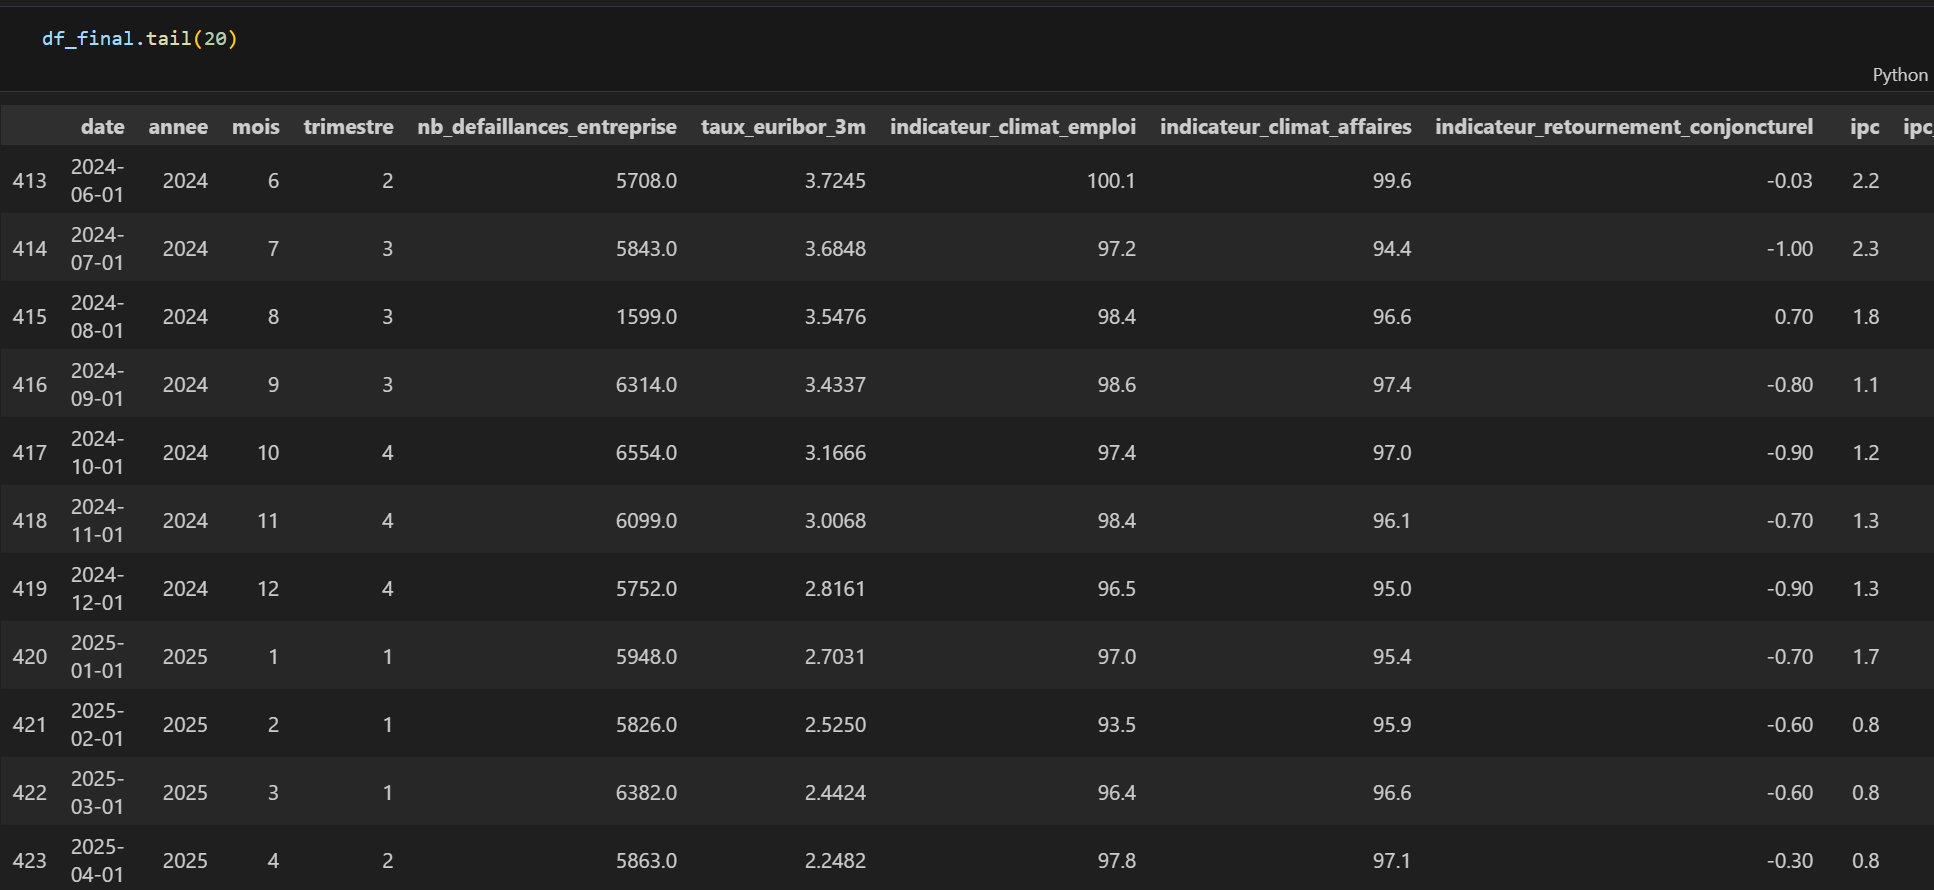 df_final.tail(20)
Python
date annee mois trimestre nb_defaillances_entreprise taux_euribor_3m indicateur_climat_emploi indicateur_climat_affaires indicateur_retournement_conjoncturel ipc ipc_
413 2024-06-01 2024 6 2 5708.0 3.7245 100.1 99.6 -0.03 2.2
414 2024-07-01 2024 7 3 5843.0 3.6848 97.2 94.4 -1.00 2.3
415 2024-08-01 2024 8 3 1599.0 3.5476 98.4 96.6 0.70 1.8
416 2024-09-01 2024 9 3 6314.0 3.4337 98.6 97.4 -0.80 1.1
417 2024-10-01 2024 10 4 6554.0 3.1666 97.4 97.0 -0.90 1.2
418 2024-11-01 2024 11 4 6099.0 3.0068 98.4 96.1 -0.70 1.3
419 2024-12-01 2024 12 4 5752.0 2.8161 96.5 95.0 -0.90 1.3
420 2025-01-01 2025 1 1 5948.0 2.7031 97.0 95.4 -0.70 1.7
421 2025-02-01 2025 2 1 5826.0 2.5250 93.5 95.9 -0.60 0.8
422 2025-03-01 2025 3 1 6382.0 2.4424 96.4 96.6 -0.60 0.8
423 2025-04-01 2025 4 2 5863.0 2.2482 97.8 97.1 -0.30 0.8